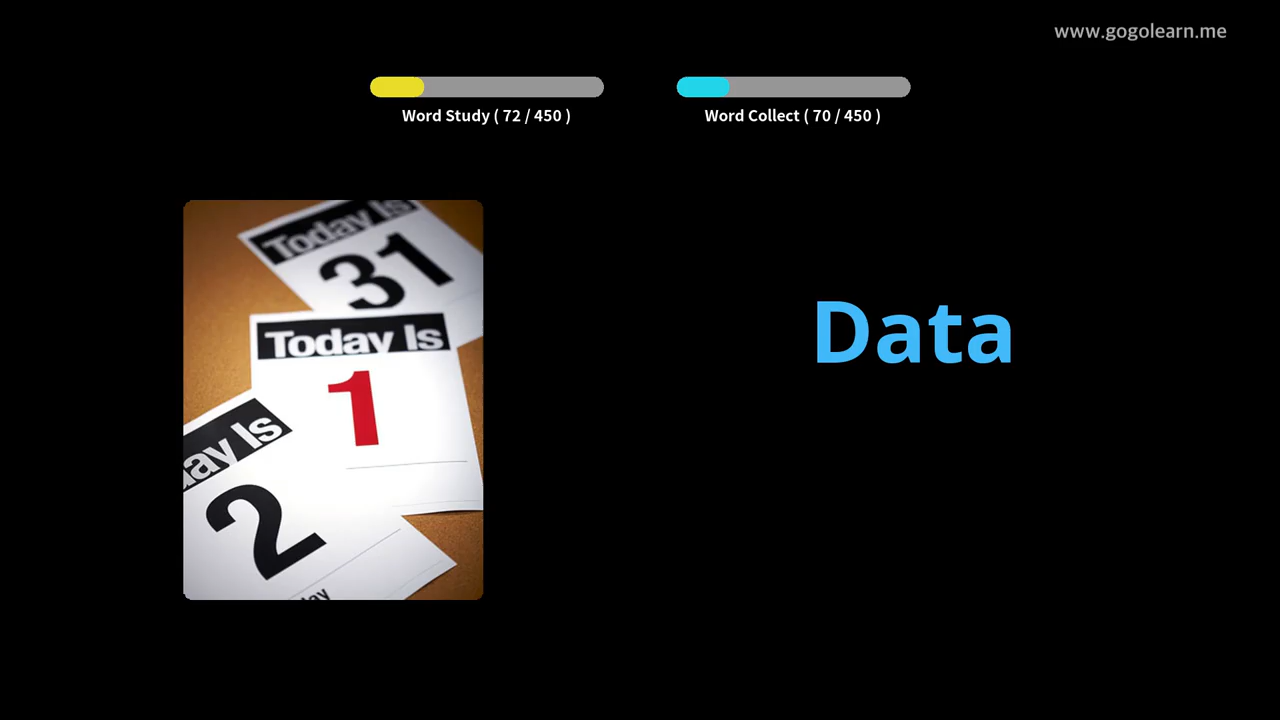 www.gogolearn.me
Word Study ( 72 / 450 )
Word Collect ( 70 / 450 )
Today Is
31
Today Is
1
ay Is
2
Data